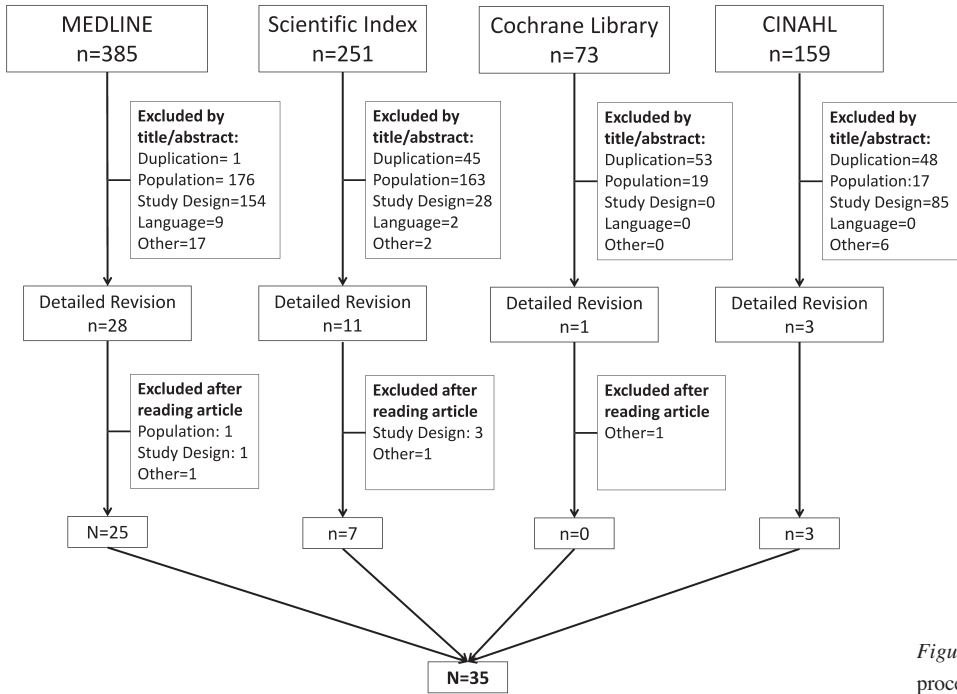 MEDLINE
n=385
Scientific Index
n=251
Cochrane Library
n=73
CINAHL
n=159
Excluded by
title/abstract:
Duplication= 1
Population= 176
Study Design=154
Language=9
Other=17
Excluded by
title/abstract:
Duplication=45
Population=163
Study Design=28
Language=2
Other=2
Excluded by
title/abstract:
Duplication=53
Population=19
Study Design=0
Language=0
Other=0
Excluded by
title/abstract:
Duplication=48
Population:17
Study Design=85
Language=0
Other=6
Detailed Revision
n=28
Detailed Revision
n=11
Detailed Revision
n=1
Detailed Revision
n=3
Excluded after
reading article
Population: 1
Study Design: 1
Other=1
Excluded after
reading article
Study Design: 3
Other=1
Excluded after
reading article
Other=1
N=25
n=7
n=0
n=3
N=35